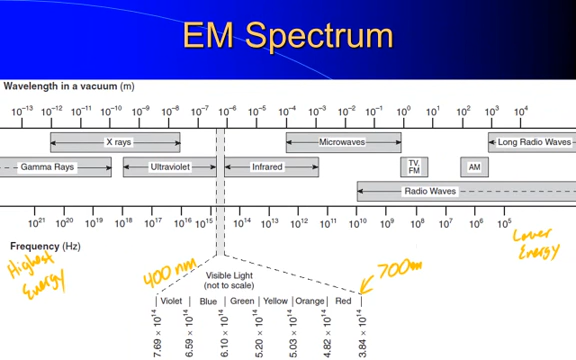 EM Spectrum
Wavelength in a vacuum (m)
10⁻¹³ 10⁻¹² 10⁻¹¹ 10⁻¹⁰ 10⁻⁹ 10⁻⁸ 10⁻⁷ 10⁻⁶ 10⁻⁵ 10⁻⁴ 10⁻³ 10⁻² 10⁻¹ 10⁰ 10¹ 10² 10³ 10⁴
X rays Microwaves Long Radio Waves
Gamma Rays Ultraviolet Infrared TV, AM
FM
Radio Waves
10²¹ 10²⁰ 10¹⁹ 10¹⁸ 10¹⁷ 10¹⁶ 10¹⁵ 10¹⁴ 10¹² 10¹¹ 10¹⁰ 10⁹ 10⁸ 10⁷ 10⁶ 10⁵
Frequency (Hz)
Highest
Energy
Lower
Energy
400 nm
700nm
Visible Light
(not to scale)
Violet Blue Green Yellow Orange Red
7.69 × 10¹⁴ 6.59 × 10¹⁴ 6.10 × 10¹⁴ 5.20 × 10¹⁴ 5.03 × 10¹⁴ 4.82 × 10¹⁴ 3.84 × 10¹⁴